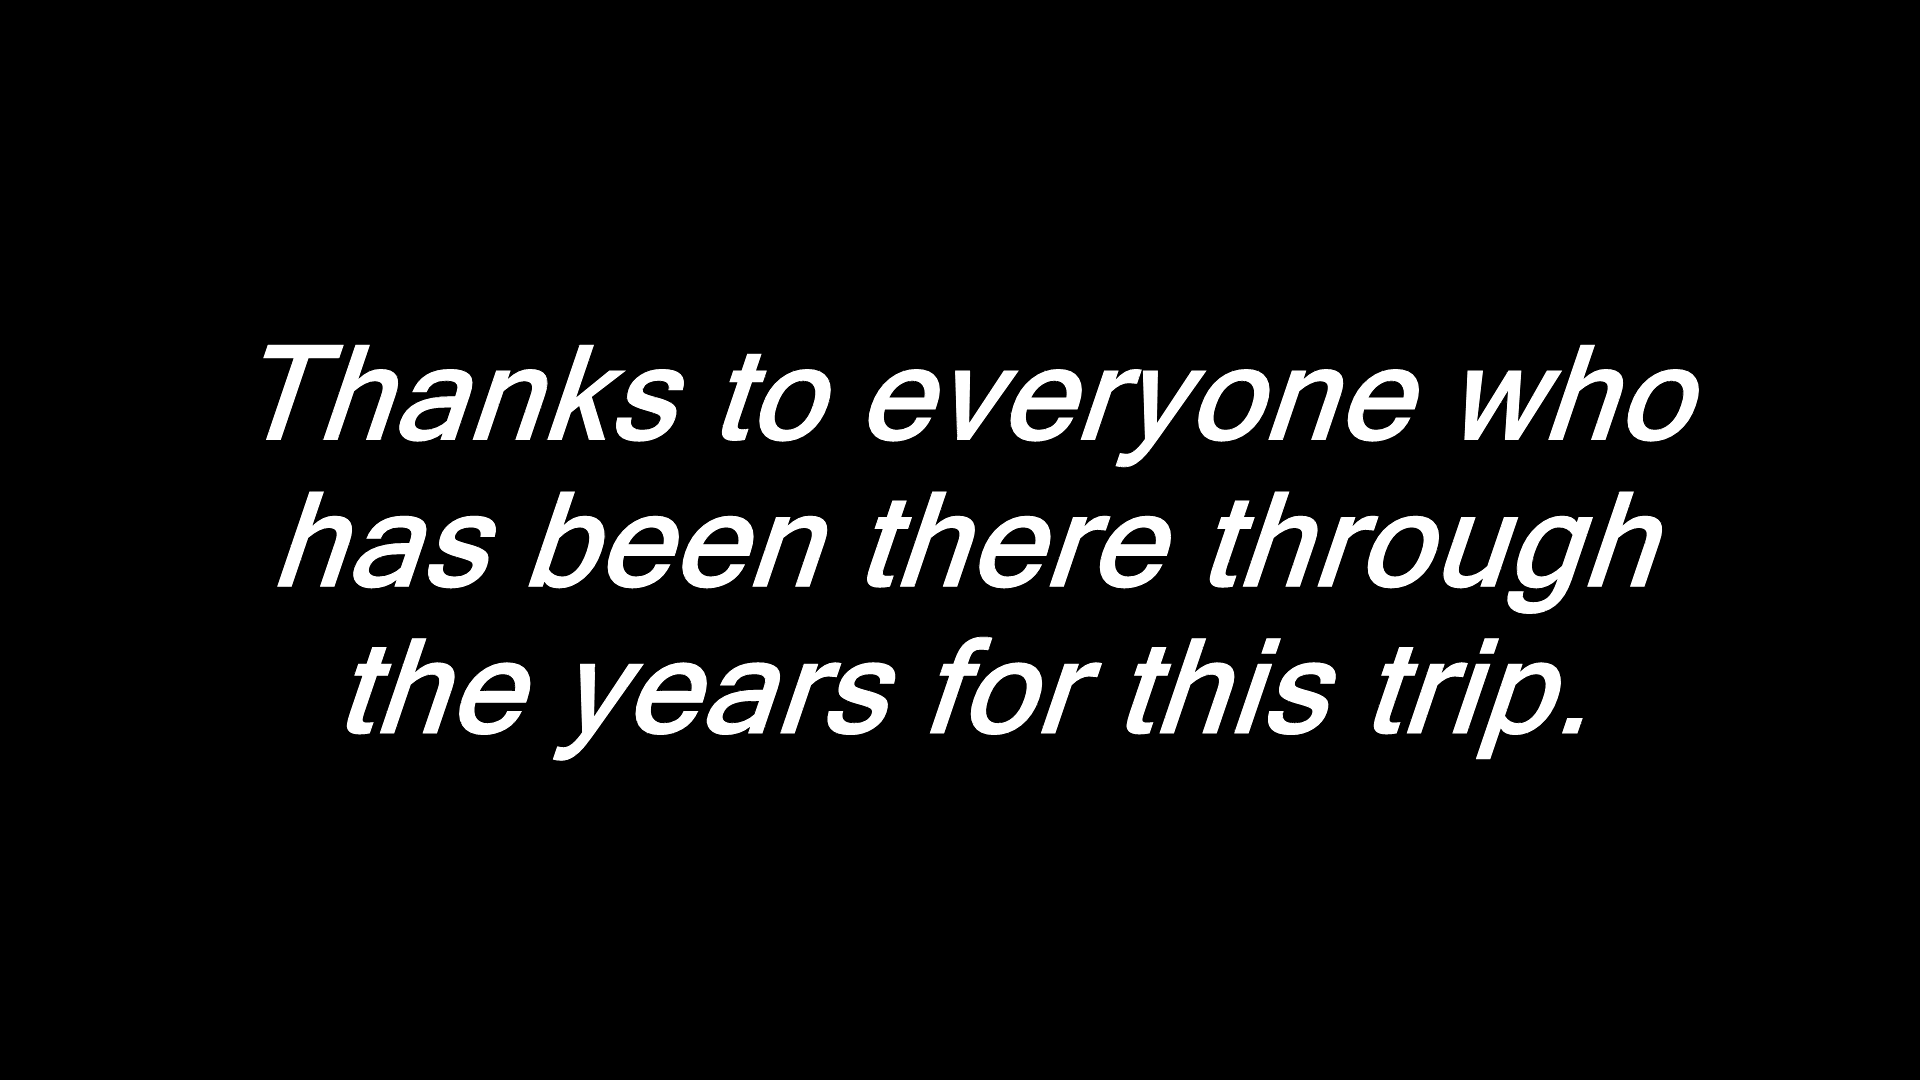 Thanks to everyone who
has been there through
the years for this trip.